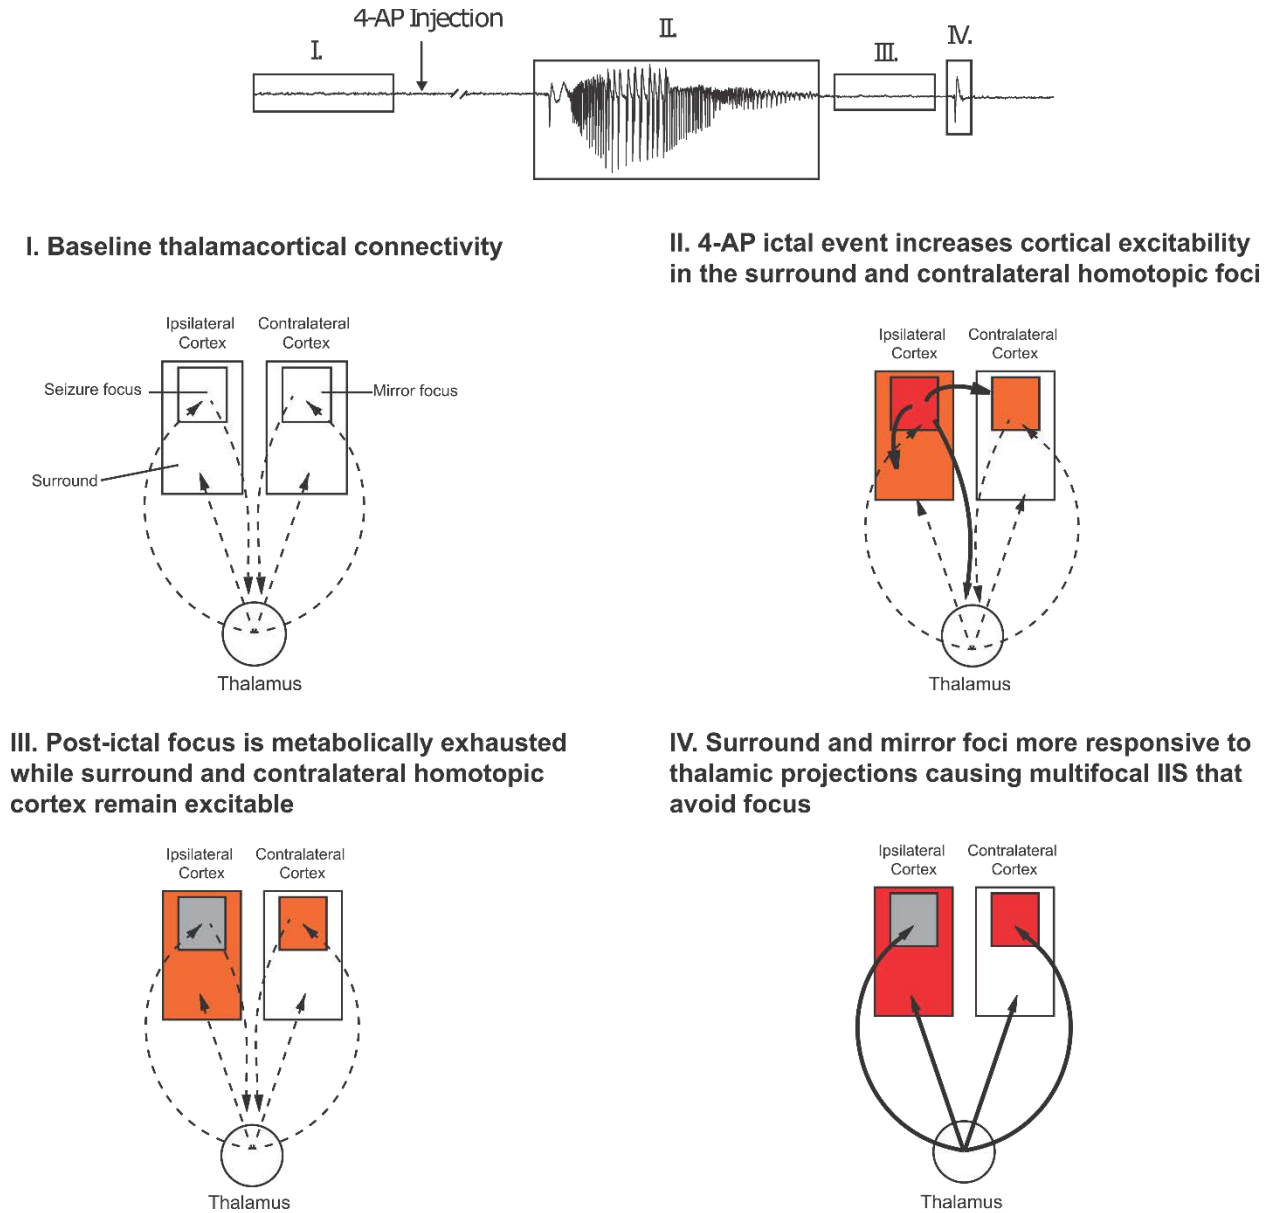 4-AP Injection
I.
II.
III.
IV.
I. Baseline thalamacortical connectivity
Ipsilateral
Cortex
Contralateral
Cortex
Seizure focus
Mirror focus
Surround
Thalamus
II. 4-AP ictal event increases cortical excitability
in the surround and contralateral homotopic foci
Ipsilateral
Cortex
Contralateral
Cortex
Thalamus
III. Post-ictal focus is metabolically exhausted
while surround and contralateral homotopic
cortex remain excitable
Ipsilateral
Cortex
Contralateral
Cortex
Thalamus
IV. Surround and mirror foci more responsive to
thalamic projections causing multifocal IIS that
avoid focus
Ipsilateral
Cortex
Contralateral
Cortex
Thalamus